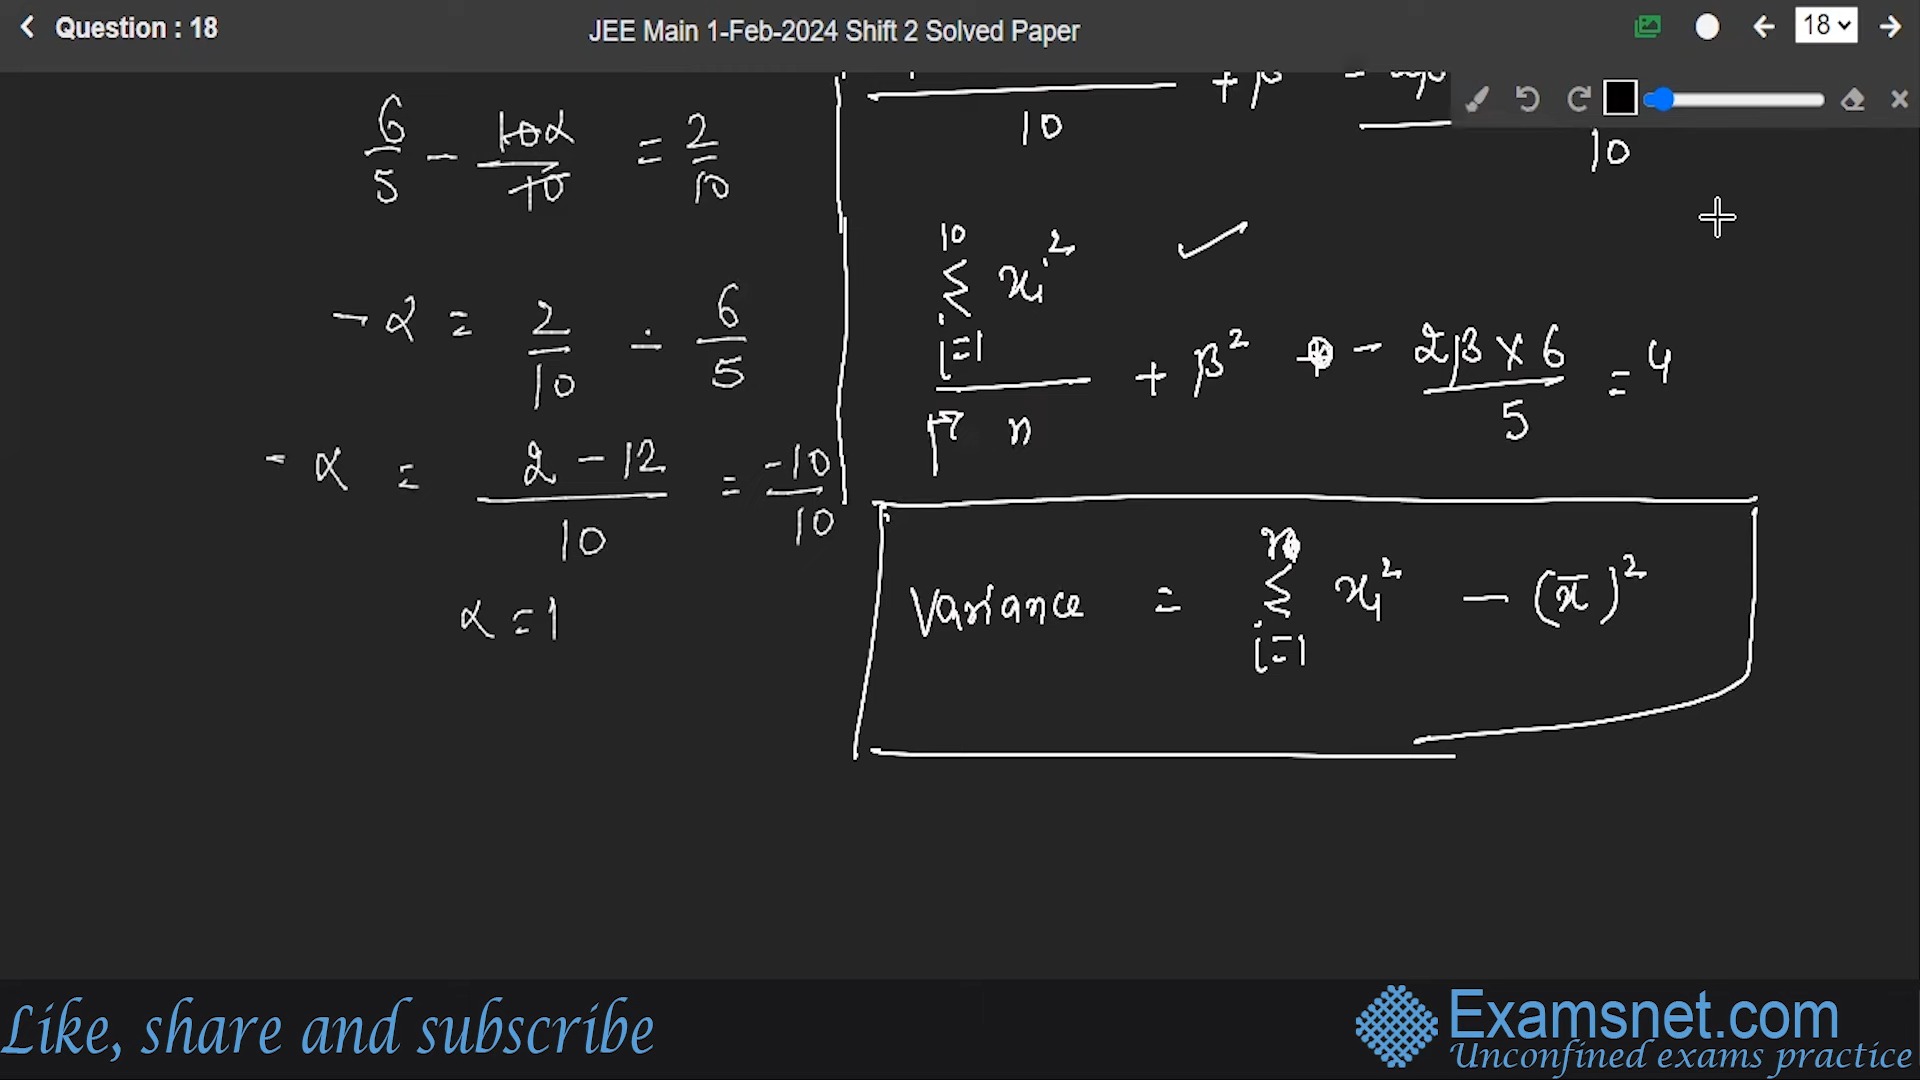 Question : 18
JEE Main 1-Feb-2024 Shift 2 Solved Paper
18
6/5 - 10α/10 = 2/10
- α = 2/10 ÷ 6/5
- α = (2 - 12)/10 = -10/10
α = 1
10 + β
10
10 Σ i=1 xi² / n + β² - 2β × 6 / 5 = 4
Variance = n Σ i=1 xi² - (x̄)²
Like, share and subscribe
Examsnet.com
Unconfined exams practice